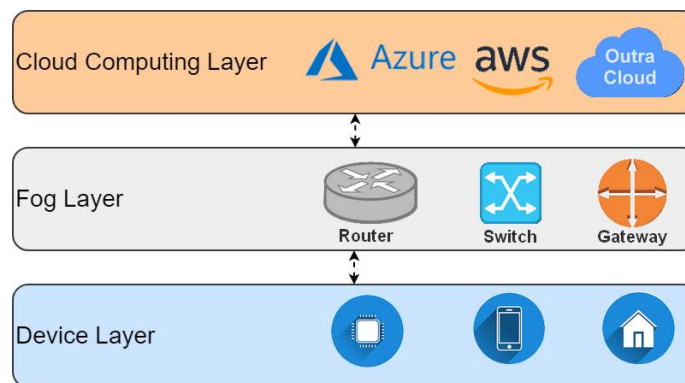 Cloud Computing Layer
Azure
aws
Outra
Cloud
Fog Layer
Router
Switch
Gateway
Device Layer